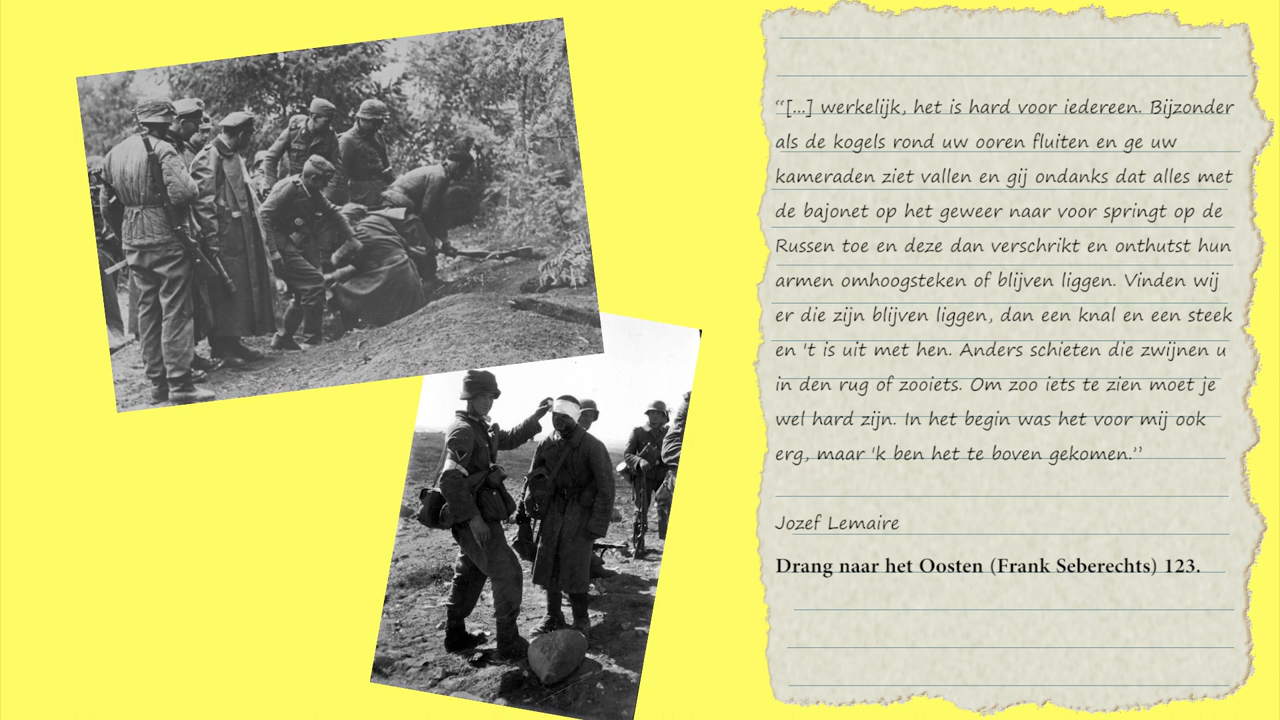 “[...] werkelijk, het is hard voor iedereen. Bijzonder
als de kogels rond uw ooren fluiten en ge uw
kameraden ziet vallen en gij ondanks dat alles met
de bajonet op het geweer naar voor springt op de
Russen toe en deze dan verschrikt en onthutst hun
armen omhoogsteken of blijven liggen. Vinden wij
er die zijn blijven liggen, dan een knal en een steek
en 't is uit met hen. Anders schieten die zwijnen u
in den rug of zooiets. Om zoo iets te zien moet je
wel hard zijn. In het begin was het voor mij ook
erg, maar 'k ben het te boven gekomen.”
Jozef Lemaire
Drang naar het Oosten (Frank Seberechts) 123.